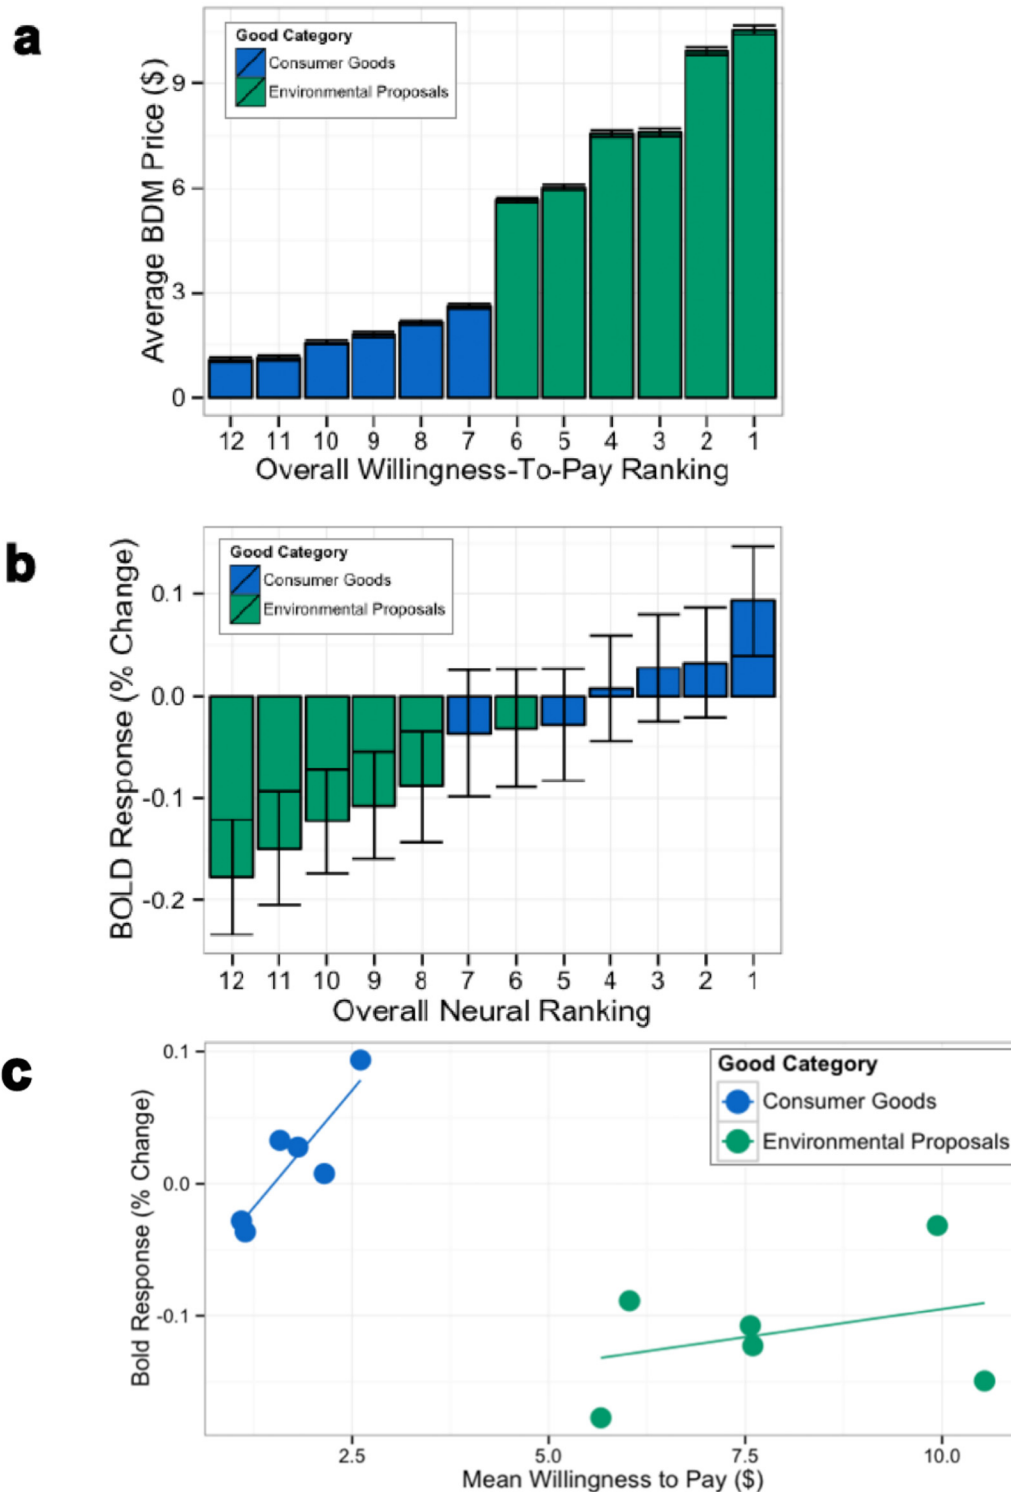 a
Good Category
Consumer Goods
Environmental Proposals
Average BDM Price ($)
9
6
3
0
12 11 10 9 8 7 6 5 4 3 2 1
Overall Willingness-To-Pay Ranking
b
Good Category
Consumer Goods
Environmental Proposals
BOLD Response (% Change)
0.1
0.0
-0.1
-0.2
12 11 10 9 8 7 6 5 4 3 2 1
Overall Neural Ranking
c
Good Category
Consumer Goods
Environmental Proposals
Bold Response (% Change)
0.1
0.0
-0.1
2.5 5.0 7.5 10.0
Mean Willingness to Pay ($)